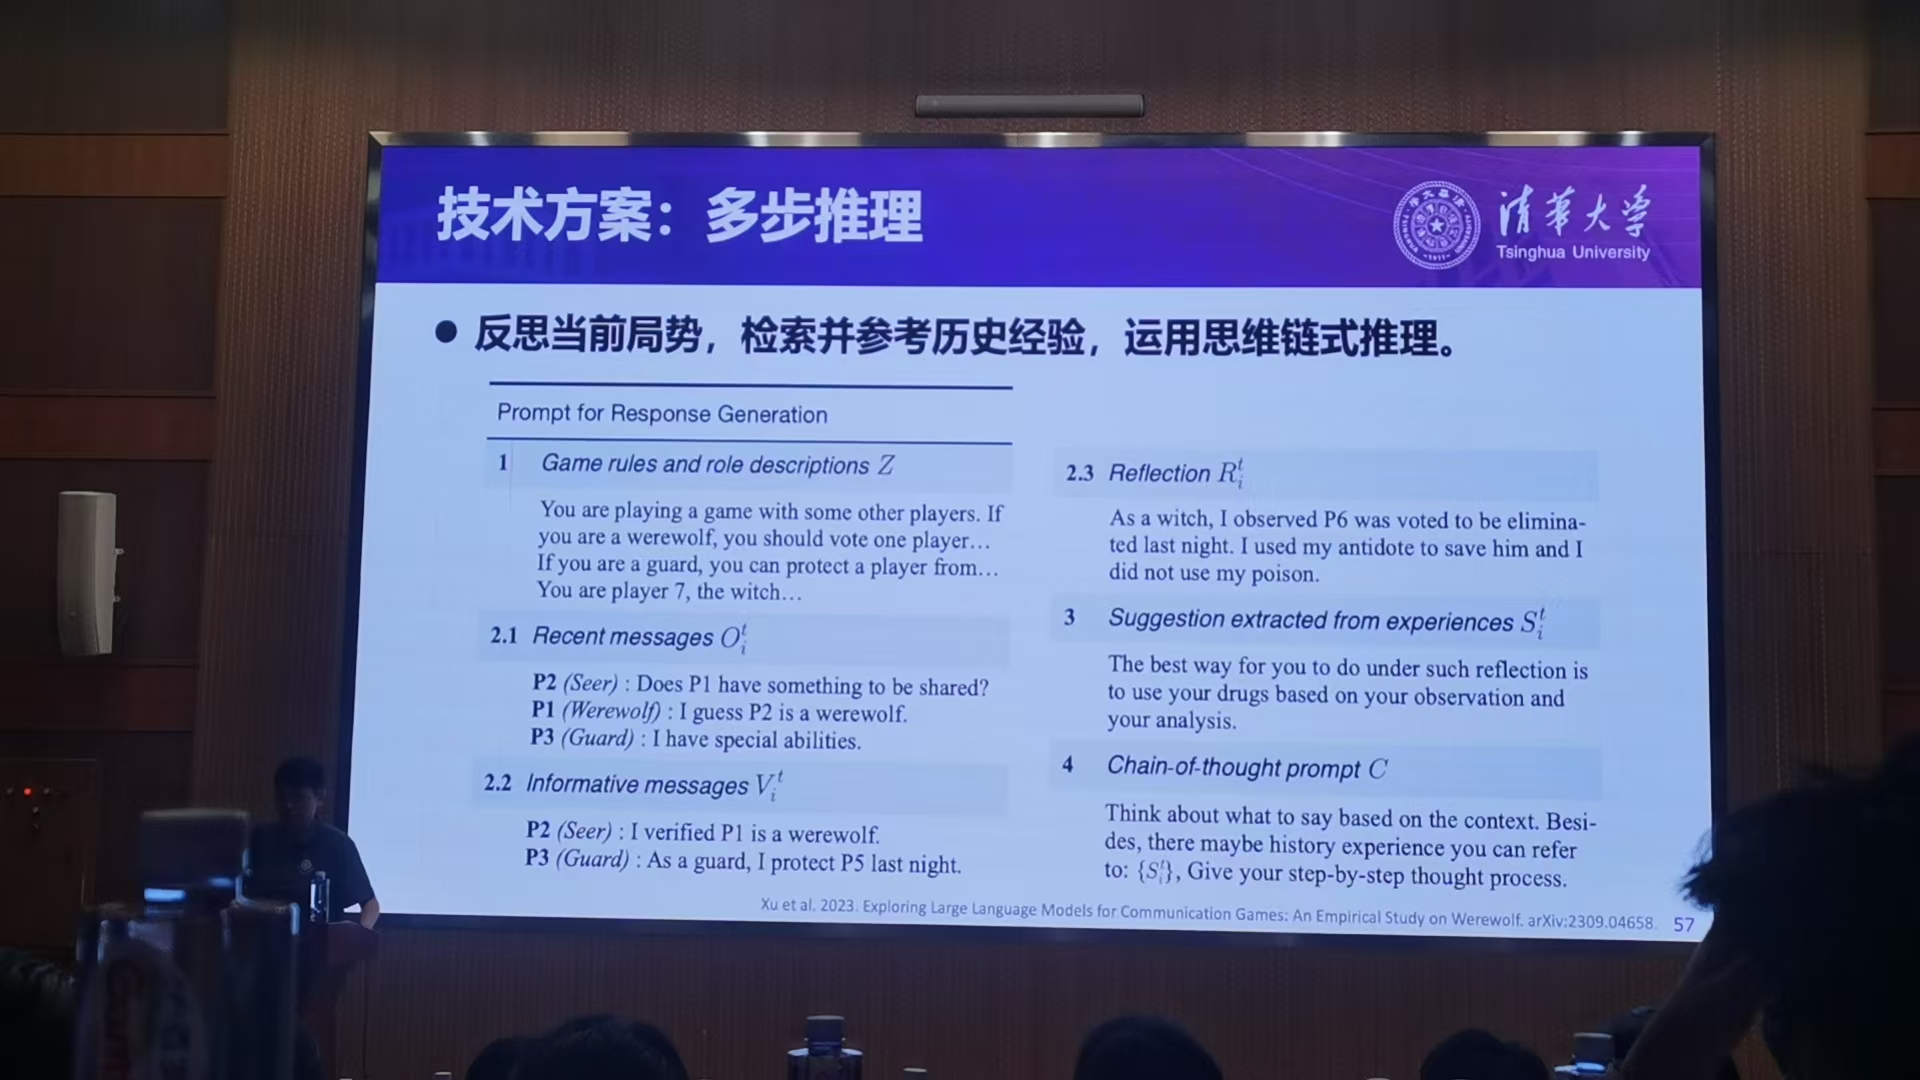 技术方案：多步推理
清华大学
Tsinghua University
● 反思当前局势，检索并参考历史经验，运用思维链式推理。
Prompt for Response Generation
1 Game rules and role descriptions Z
You are playing a game with some other players. If
you are a werewolf, you should vote one player…
If you are a guard, you can protect a player from…
You are player 7, the witch…
2.1 Recent messages O_i^t
P2 (Seer) : Does P1 have something to be shared?
P1 (Werewolf) : I guess P2 is a werewolf.
P3 (Guard) : I have special abilities.
2.2 Informative messages V_i^t
P2 (Seer) : I verified P1 is a werewolf.
P3 (Guard) : As a guard, I protect P5 last night.
2.3 Reflection R_i^t
As a witch, I observed P6 was voted to be elimina-
ted last night. I used my antidote to save him and I
did not use my poison.
3 Suggestion extracted from experiences S_i^t
The best way for you to do under such reflection is
to use your drugs based on your observation and
your analysis.
4 Chain-of-thought prompt C
Think about what to say based on the context. Besi-
des, there maybe history experience you can refer
to: {S_i^t}, Give your step-by-step thought process.
Xu et al. 2023. Exploring Large Language Models for Communication Games: An Empirical Study on Werewolf. arXiv:2309.04658.
57